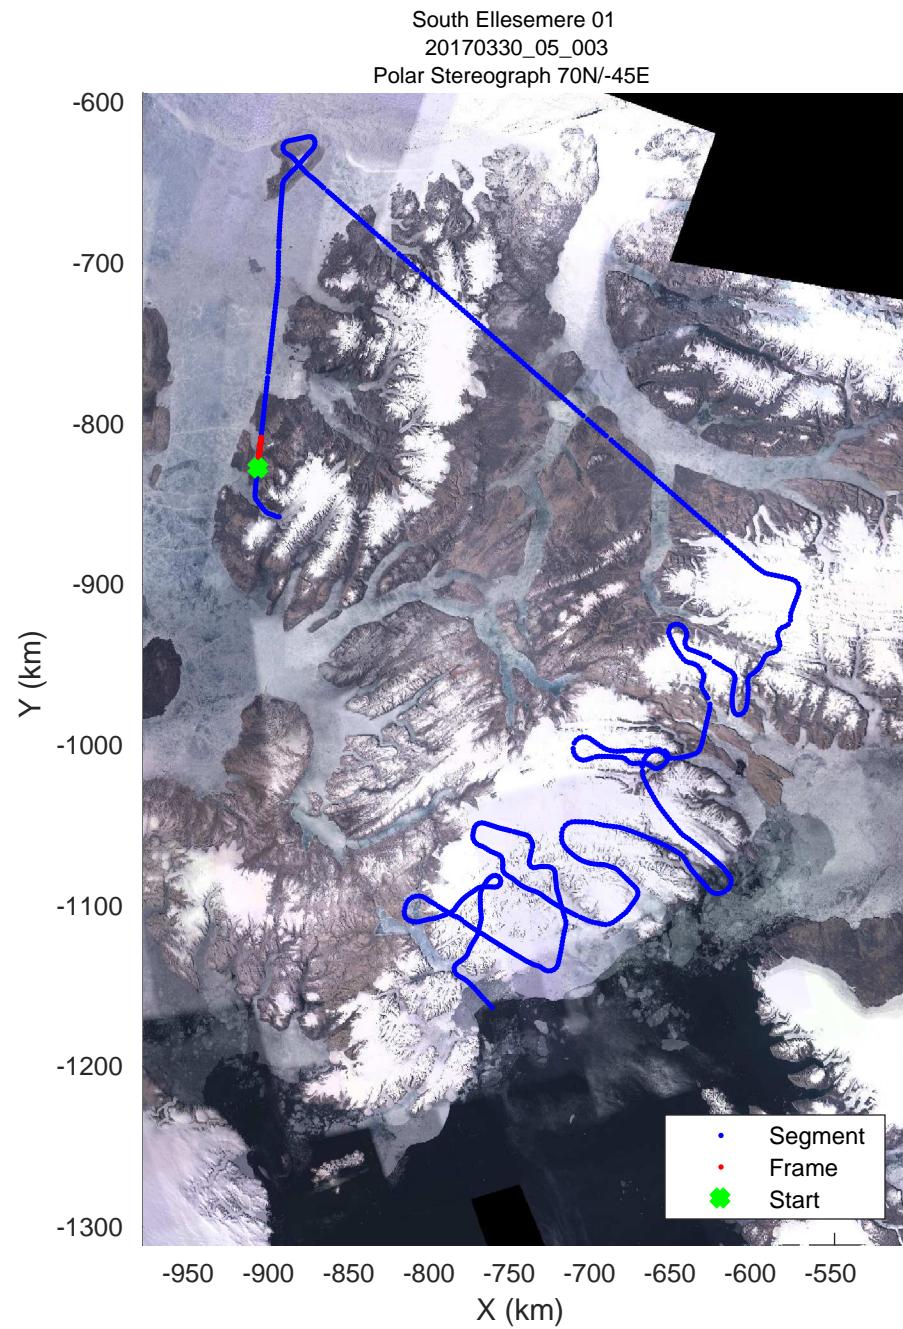 South Ellesemere 01
20170330_05_003
Polar Stereograph 70N/-45E
-600
-700
-800
-900
-1000
-1100
-1200
-1300
Y (km)
-950 -900 -850 -800 -750 -700 -650 -600 -550
X (km)
Segment
Frame
Start